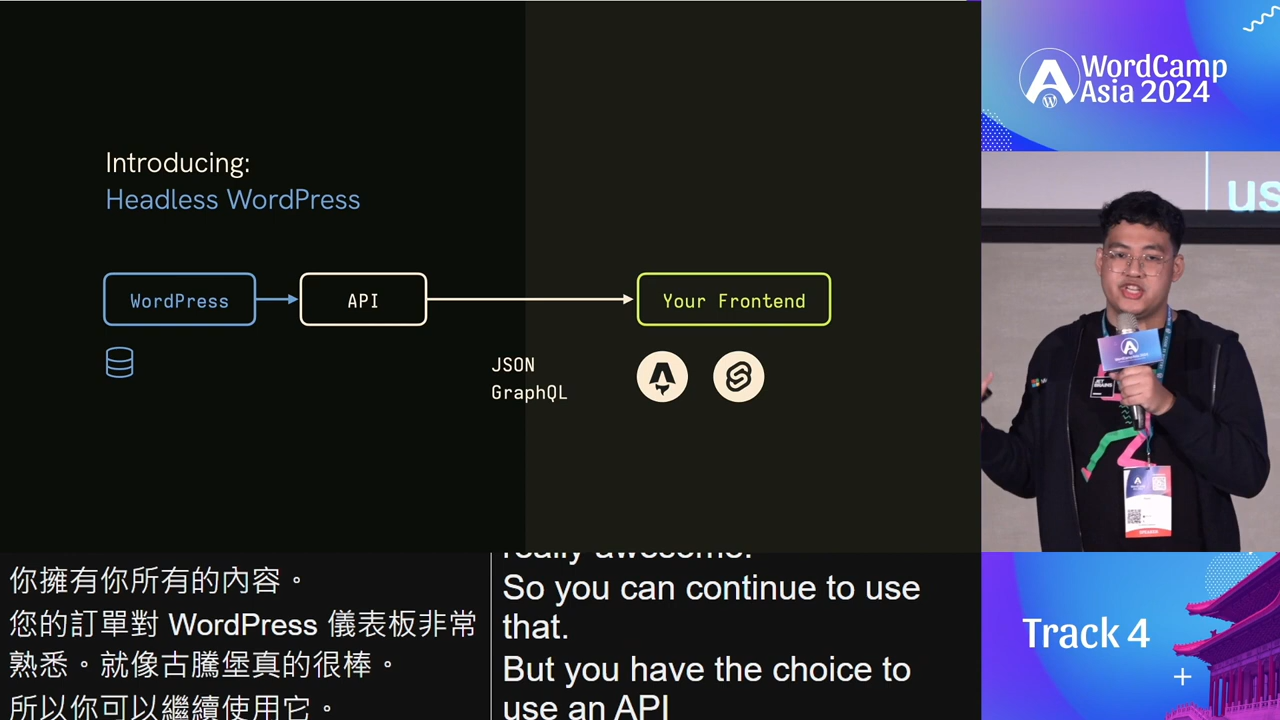 Introducing:
Headless WordPress
WordPress
API
Your Frontend
JSON
GraphQL
你擁有你所有的內容。
您的訂單對 WordPress 儀表板非常
熟悉。就像古騰堡真的很棒。
所以你可以繼續使用它。
really awesome.
So you can continue to use
that.
But you have the choice to
use an API
WordCamp
Asia 2024
us
Track 4